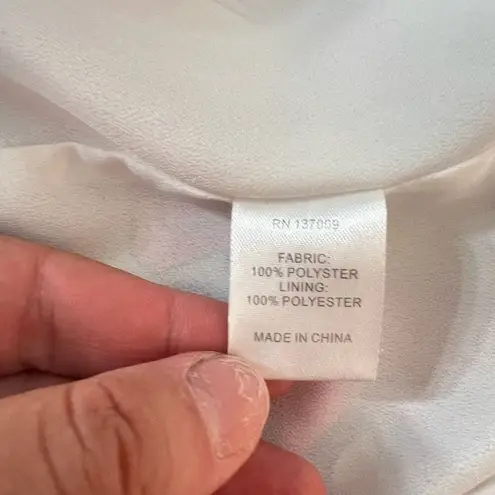 RN 137009
FABRIC:
100% POLYSTER
LINING:
100% POLYESTER
MADE IN CHINA